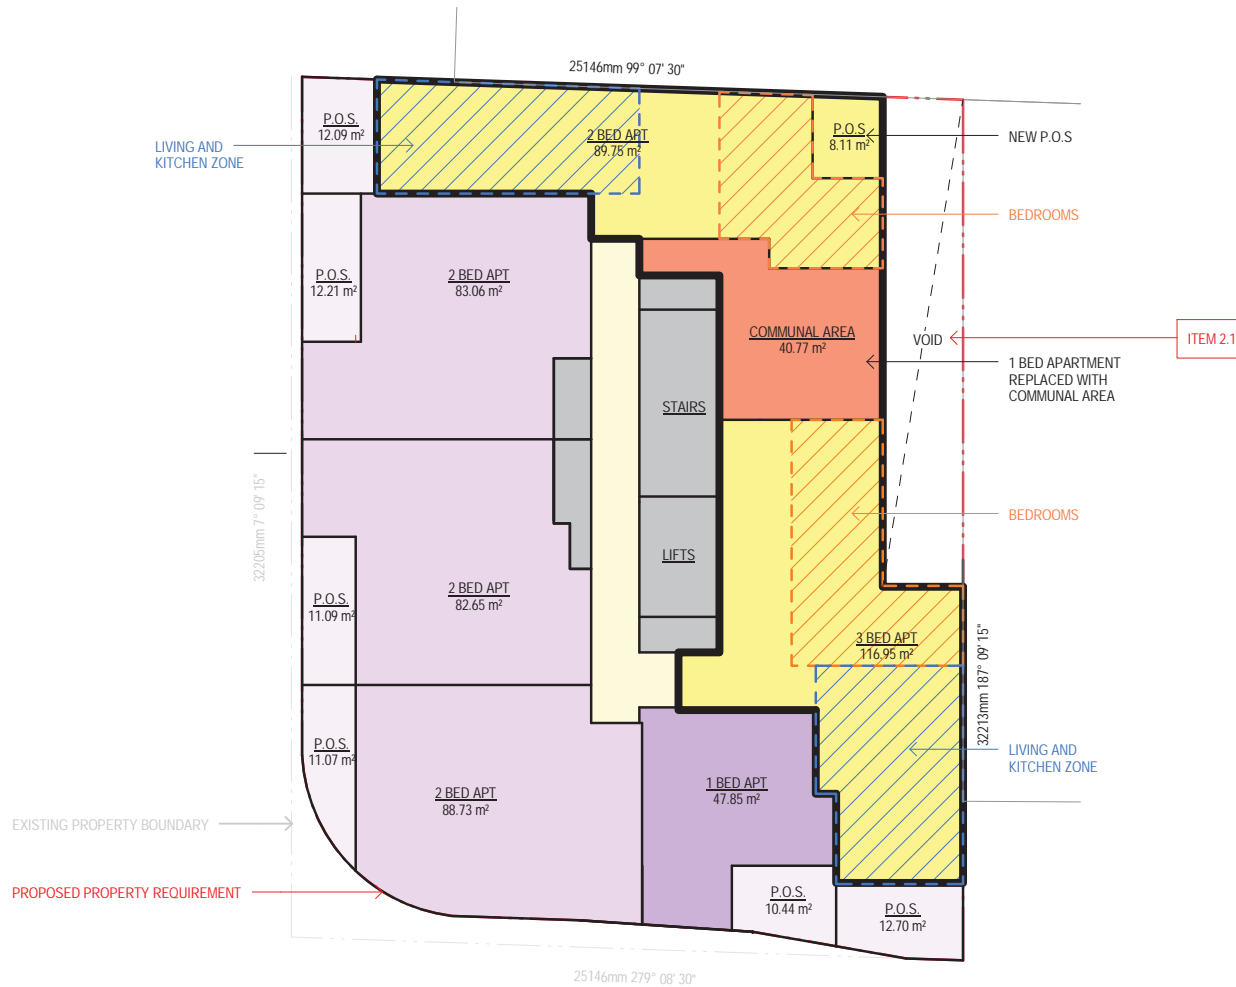 25146mm 99° 07' 30"
P.O.S.
12.09 m²
LIVING AND
KITCHEN ZONE
2 BED APT
89.75 m²
P.O.S
8.11 m²
NEW P.O.S
BEDROOMS
P.O.S.
12.21 m²
2 BED APT
83.06 m²
COMMUNAL AREA
40.77 m²
VOID
ITEM 2.1
1 BED APARTMENT
REPLACED WITH
COMMUNAL AREA
STAIRS
32205mm 7° 09' 15"
BEDROOMS
LIFTS
P.O.S.
11.09 m²
2 BED APT
82.65 m²
3 BED APT
116.95 m²
32213mm 187° 09' 15"
P.O.S.
11.07 m²
LIVING AND
KITCHEN ZONE
2 BED APT
88.73 m²
1 BED APT
47.85 m²
EXISTING PROPERTY BOUNDARY
PROPOSED PROPERTY REQUIREMENT
P.O.S.
10.44 m²
P.O.S.
12.70 m²
25146mm 279° 08' 30"